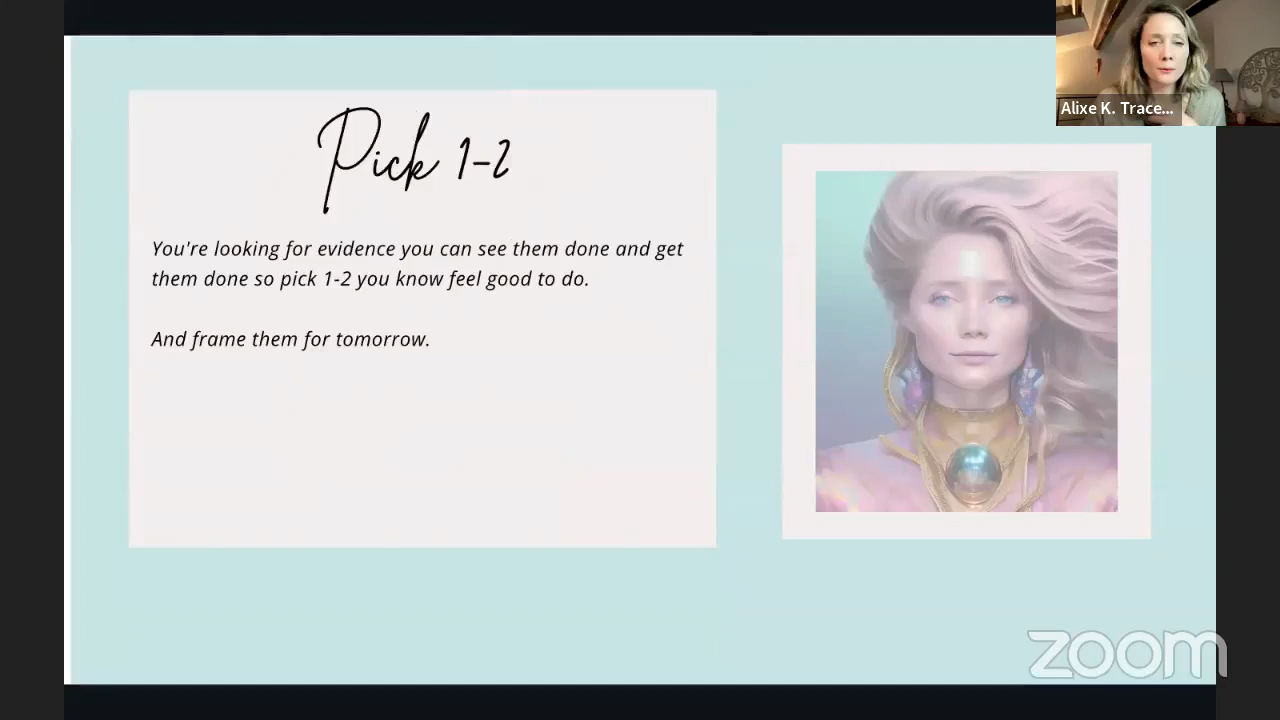 Alixe K. Trace...
Pick 1-2
You're looking for evidence you can see them done and get
them done so pick 1-2 you know feel good to do.
And frame them for tomorrow.
zoom